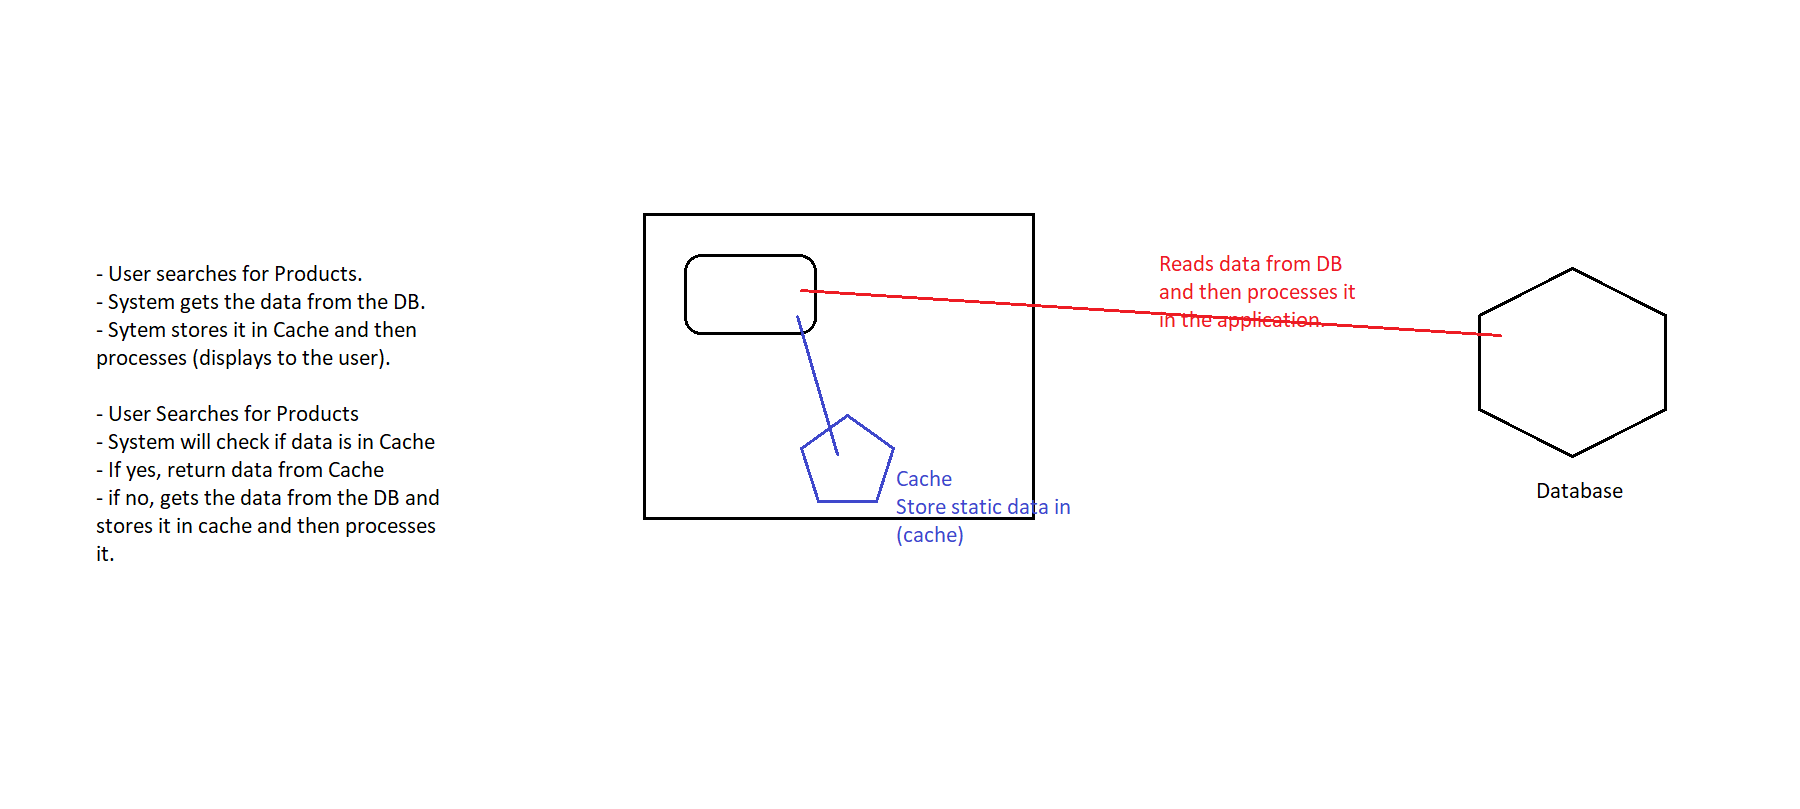 - User searches for Products.
- System gets the data from the DB.
- Sytem stores it in Cache and then
processes (displays to the user).
- User Searches for Products
- System will check if data is in Cache
- If yes, return data from Cache
- if no, gets the data from the DB and
stores it in cache and then processes
it.
Cache
Store static data in
(cache)
Reads data from DB
and then processes it
in the application.
Database